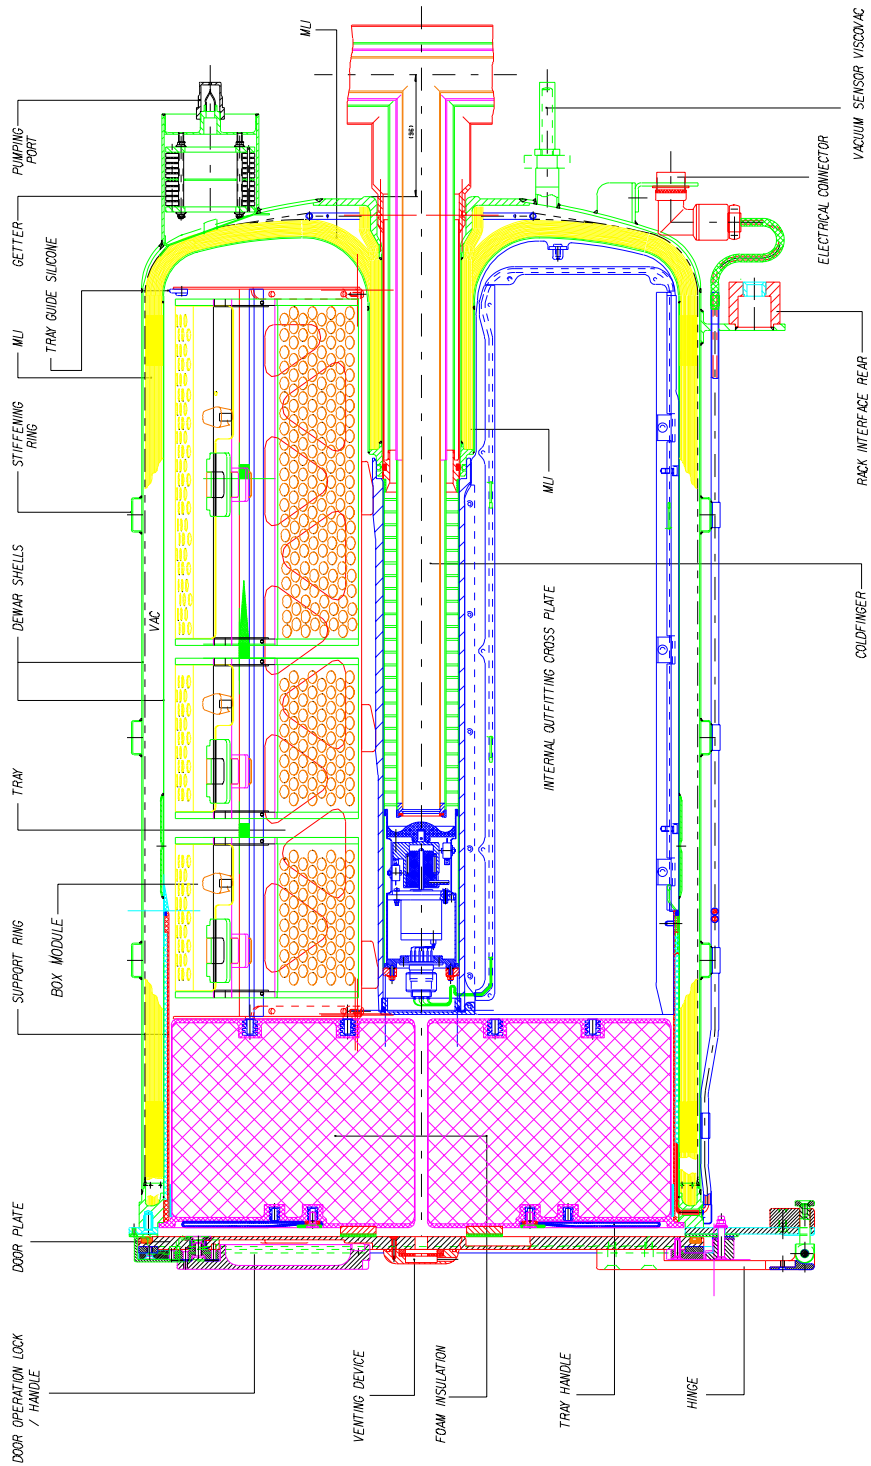 DOOR OPERATION LOCK
/ HANDLE
DOOR PLATE
SUPPORT RING
BOX MODULE
TRAY
DEWAR SHELLS
STIFFENING
RING
MLI
TRAY GUIDE SILICONE
GETTER
PUMPING
PORT
VAC
MLI
(96)
VENTING DEVICE
FOAM INSULATION
INTERNAL OUTFITTING CROSS PLATE
MLI
TRAY HANDLE
HINGE
COLDFINGER
RACK INTERFACE REAR
ELECTRICAL CONNECTOR
VACUUM SENSOR VISCOVAC